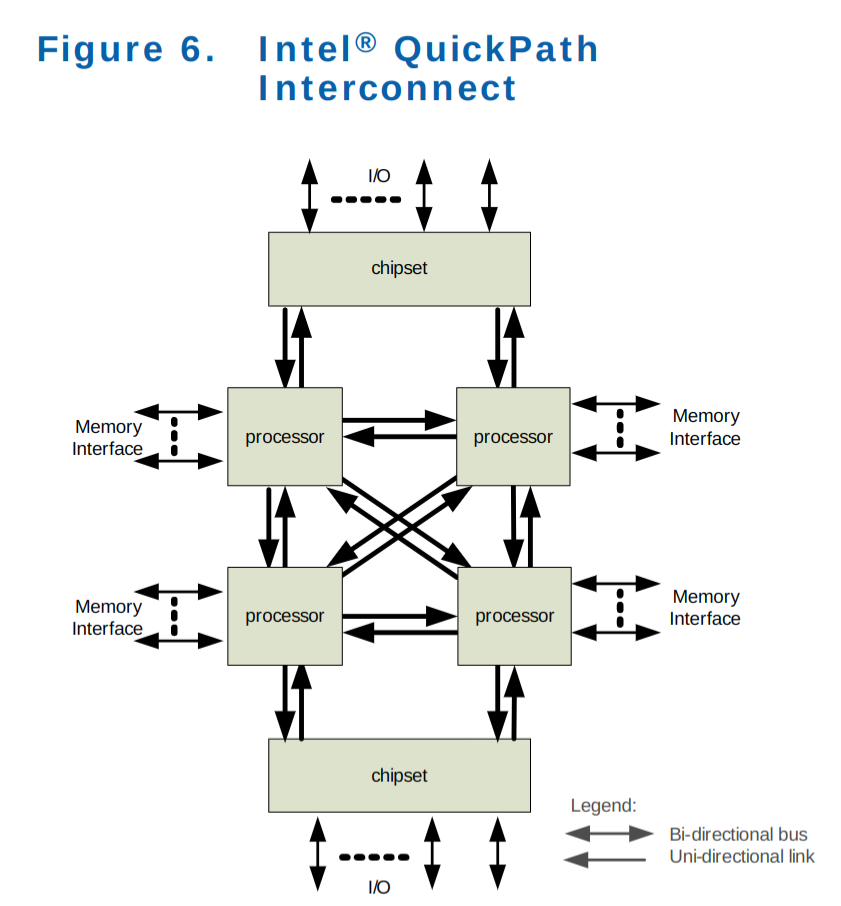 Figure 6. Intel® QuickPath
Interconnect
I/O
chipset
Memory
Interface
processor
processor
Memory
Interface
Memory
Interface
processor
processor
Memory
Interface
chipset
Legend:
Bi-directional bus
Uni-directional link
I/O